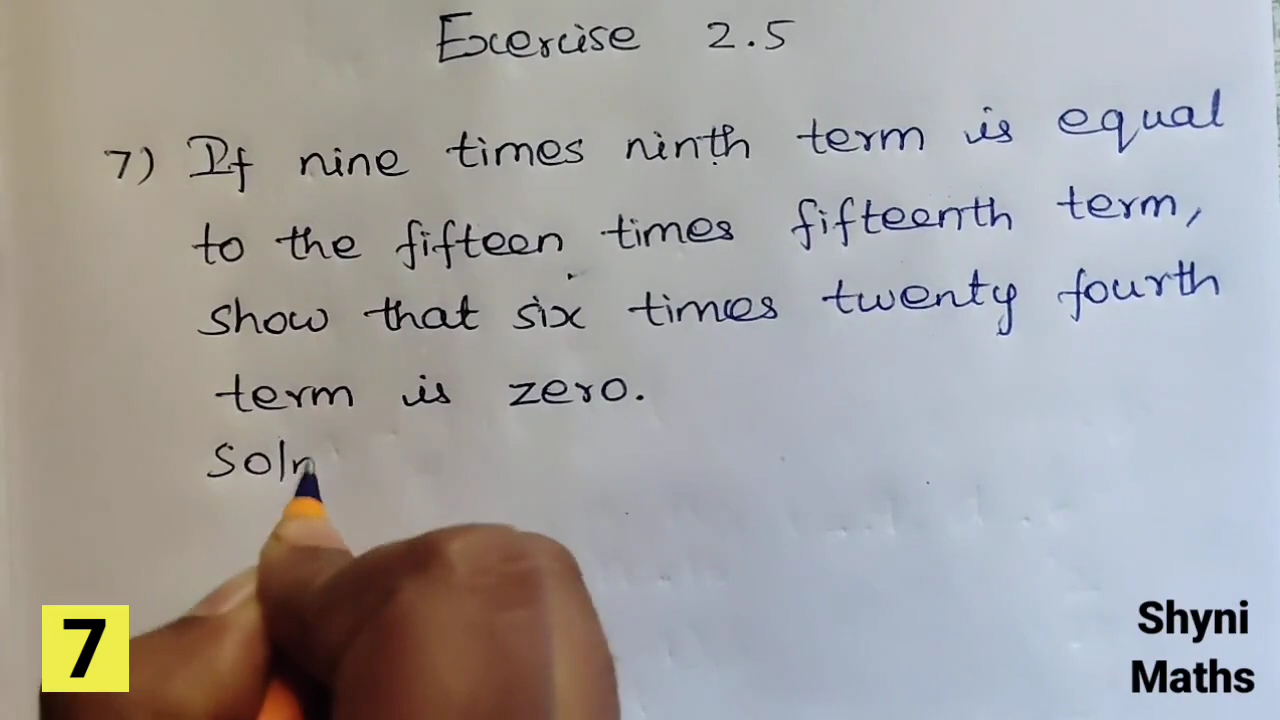 Excercise 2.5
7) If nine times ninth term is equal
to the fifteen times fifteenth term,
show that six times twenty fourth
term is zero.
Soln
7
Shyni
Maths